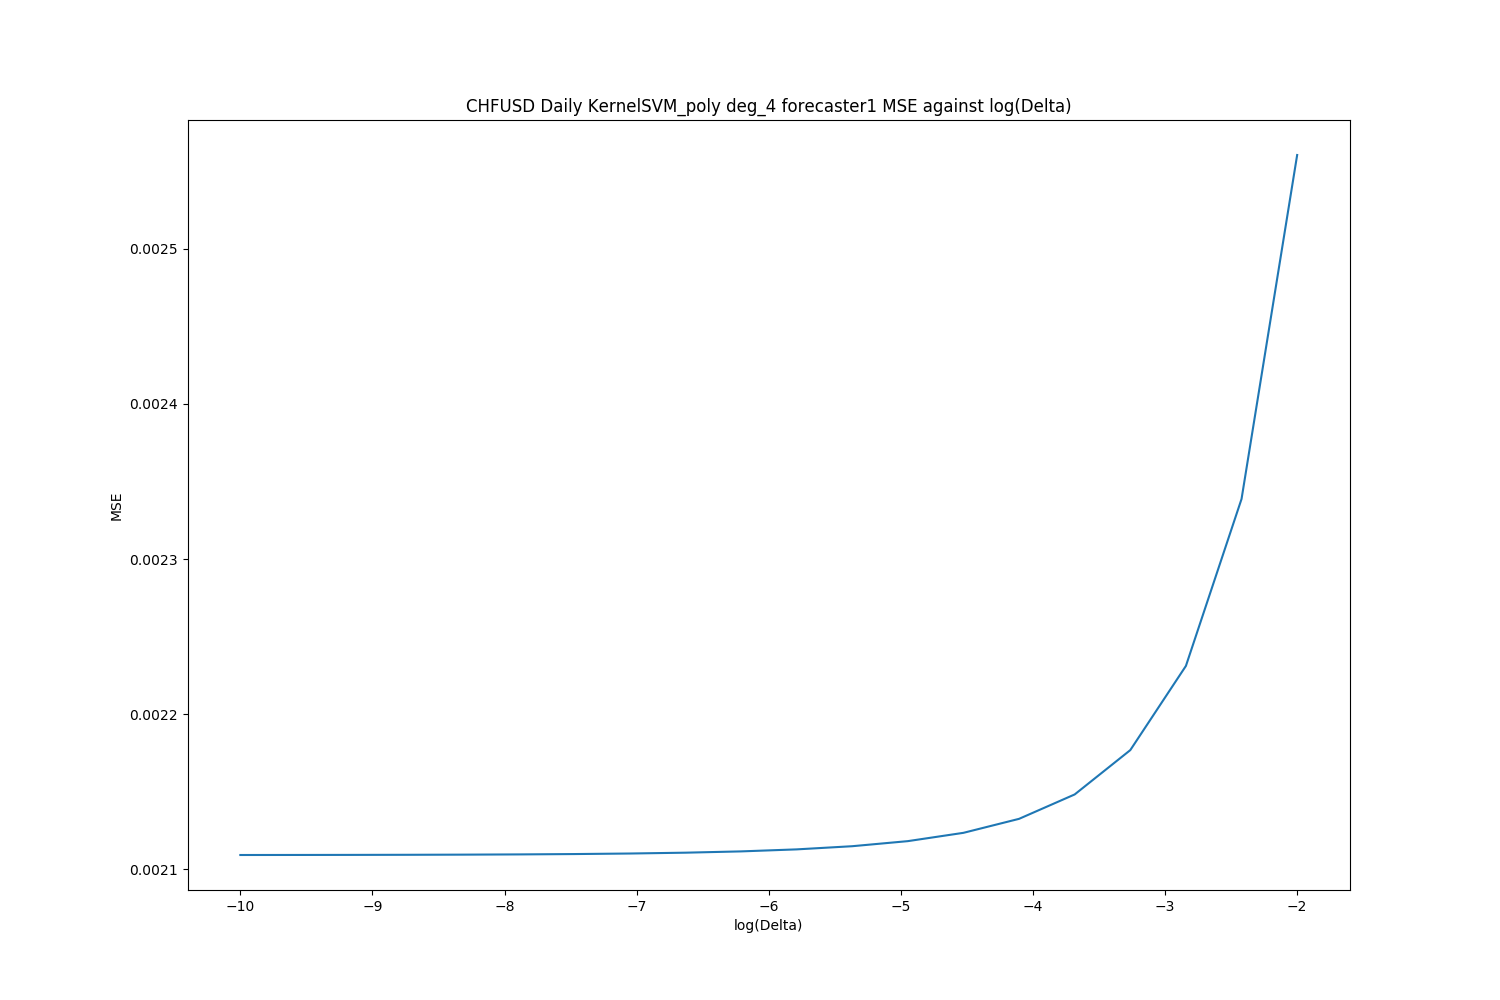 CHFUSD Daily KernelSVM_poly deg_4 forecaster1 MSE against log(Delta)
0.0025
0.0024
MSE
0.0023
0.0022
0.0021
−10 −9 −8 −7 −6 −5 −4 −3 −2
log(Delta)